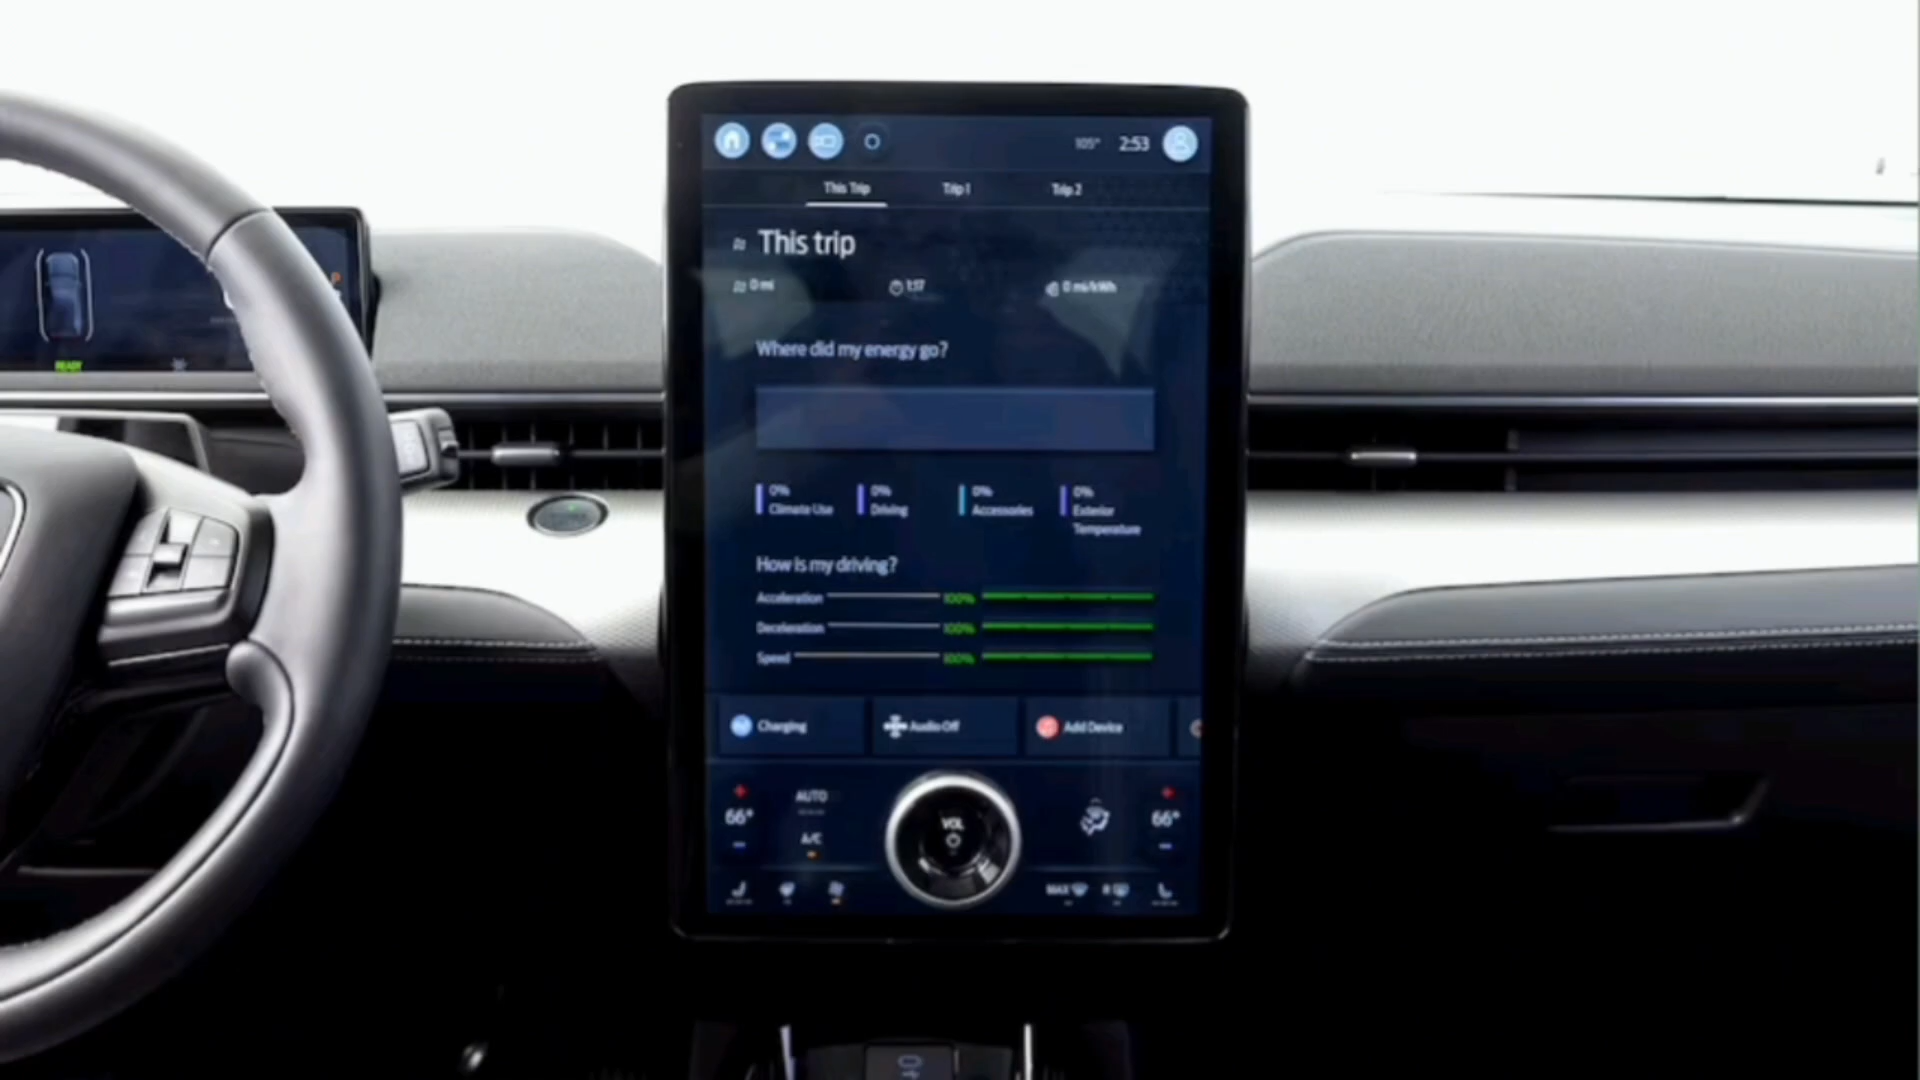 105° 2:53
This Trip Trip 1 Trip 2
This trip
0 mi 1:17 0 mi/kWh
Where did my energy go?
0% 0% 0% 0%
Climate Use Driving Accessories Exterior
Temperature
How is my driving?
Acceleration 100%
Deceleration 100%
Speed 100%
Charging Audio Off Add Device
+ AUTO +
66° VOL 66°
- A/C -
MAX R
READY
P